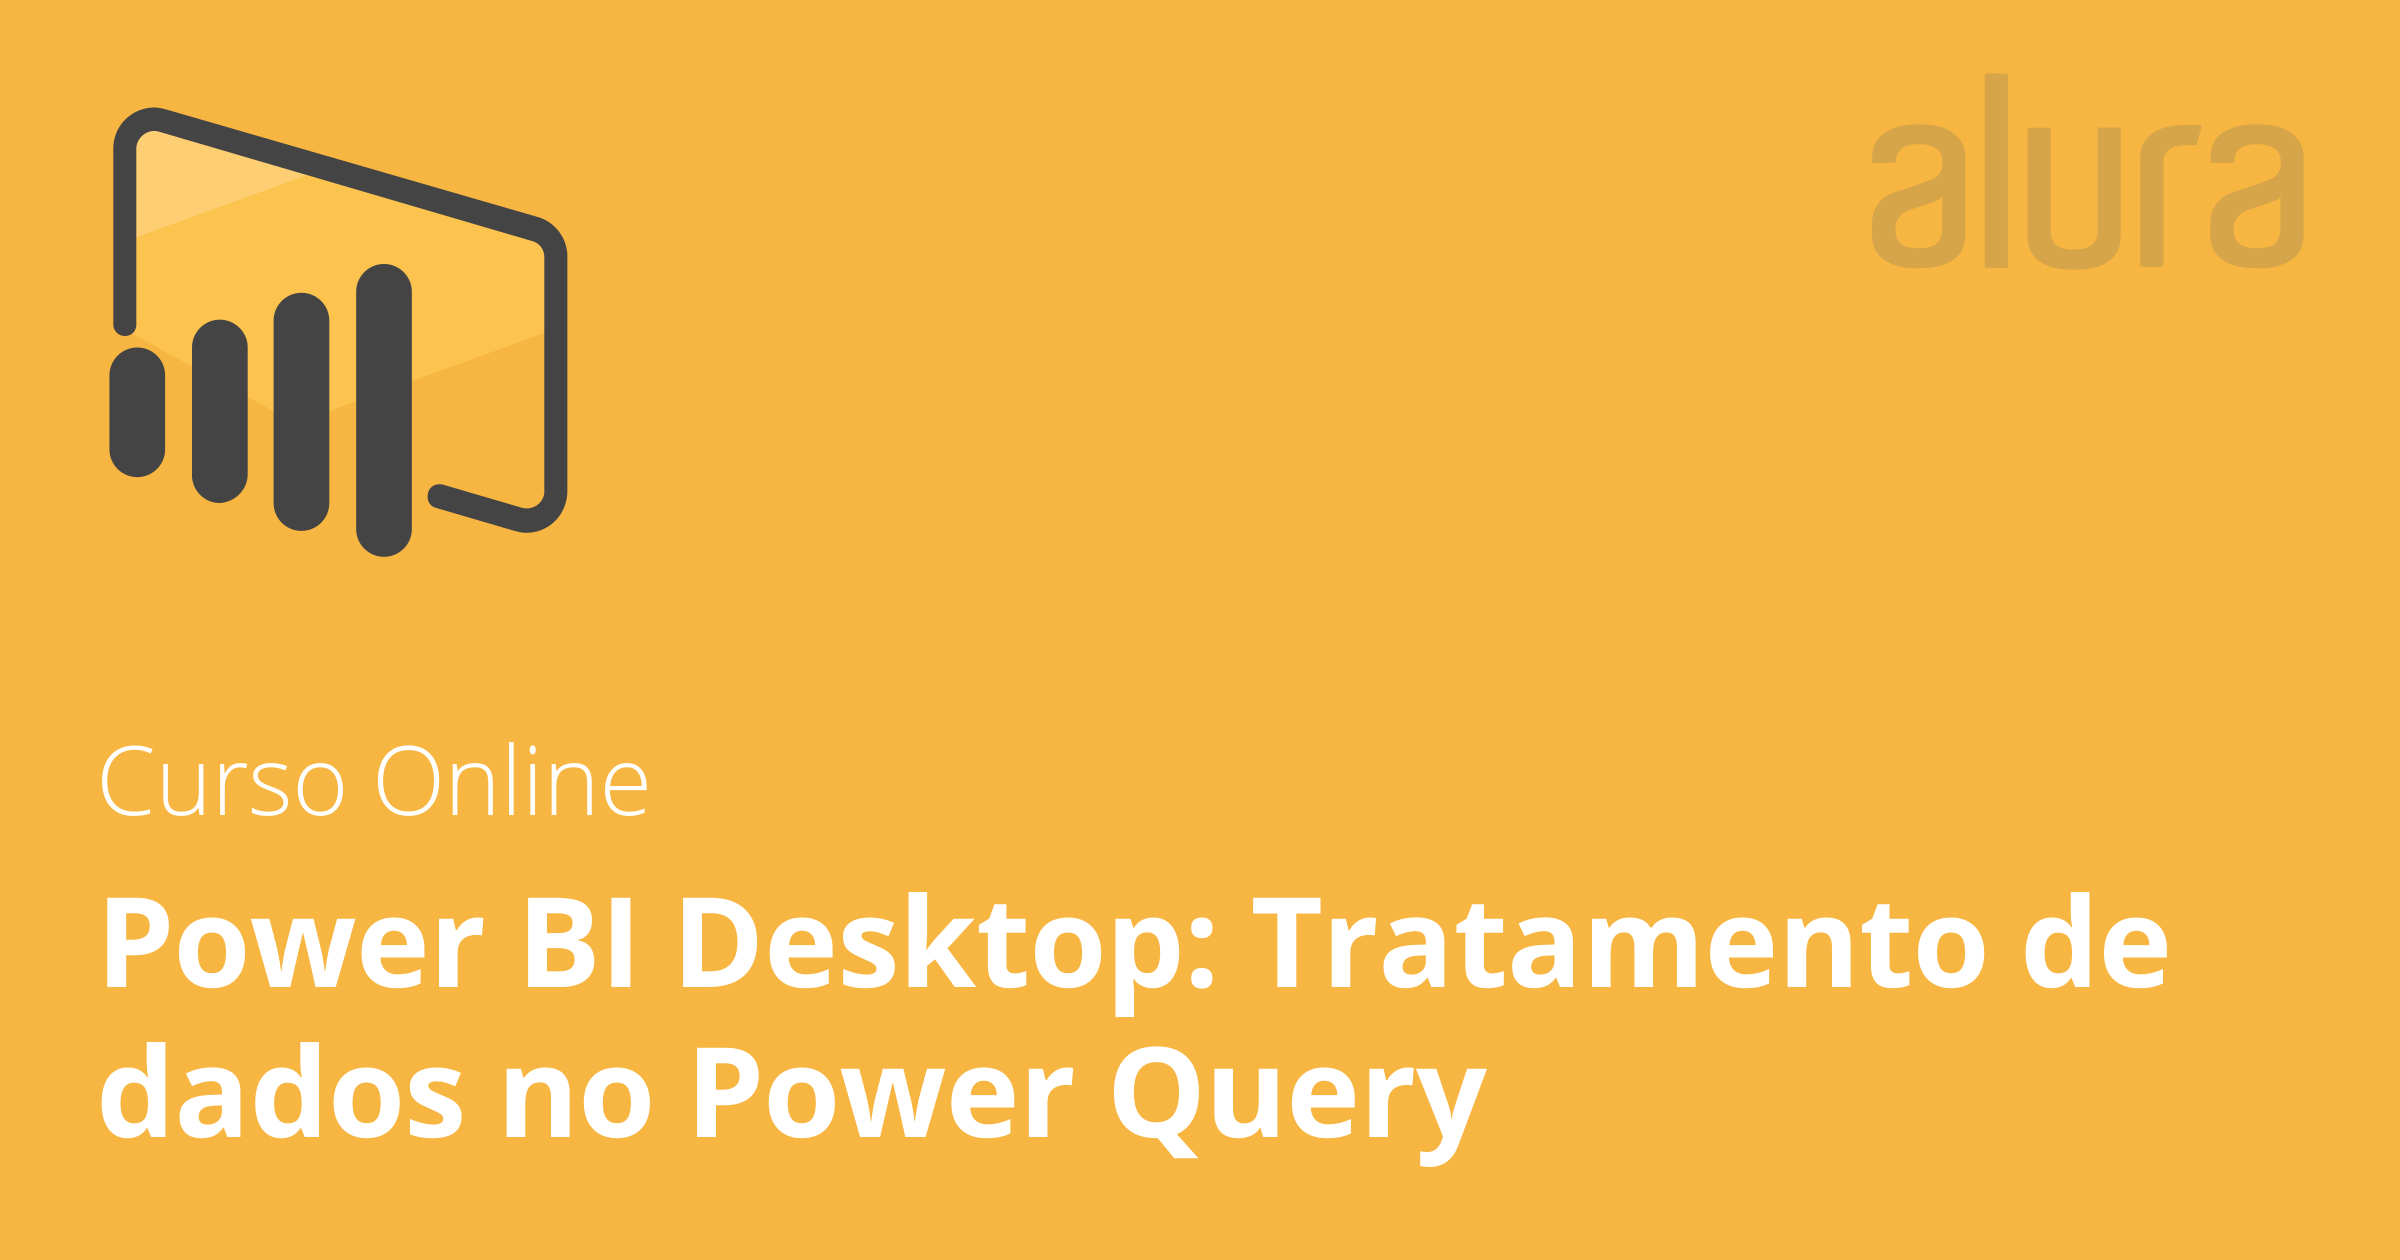 alura
Curso Online
Power BI Desktop: Tratamento de
dados no Power Query